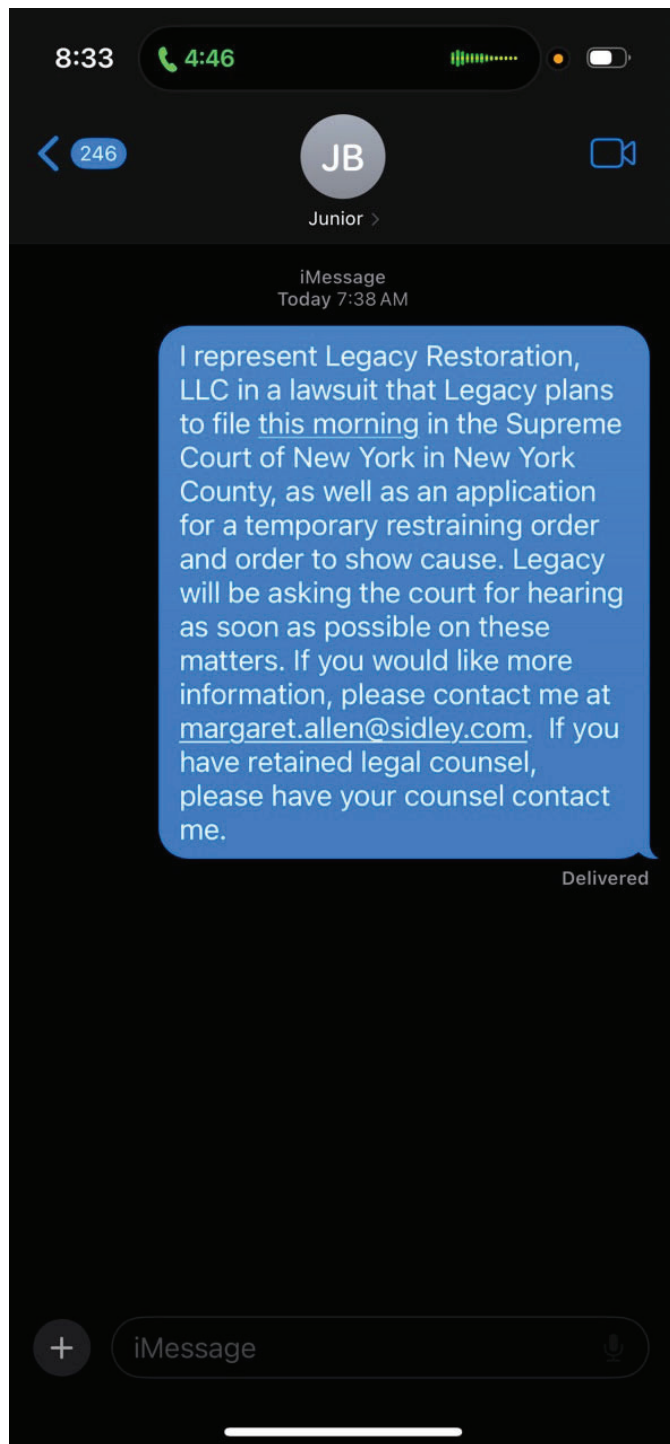 8:33
4:46
246
JB
Junior >
iMessage
Today 7:38 AM
I represent Legacy Restoration,
LLC in a lawsuit that Legacy plans
to file this morning in the Supreme
Court of New York in New York
County, as well as an application
for a temporary restraining order
and order to show cause. Legacy
will be asking the court for hearing
as soon as possible on these
matters. If you would like more
information, please contact me at
margaret.allen@sidley.com.  If you
have retained legal counsel,
please have your counsel contact
me.
Delivered
+
iMessage